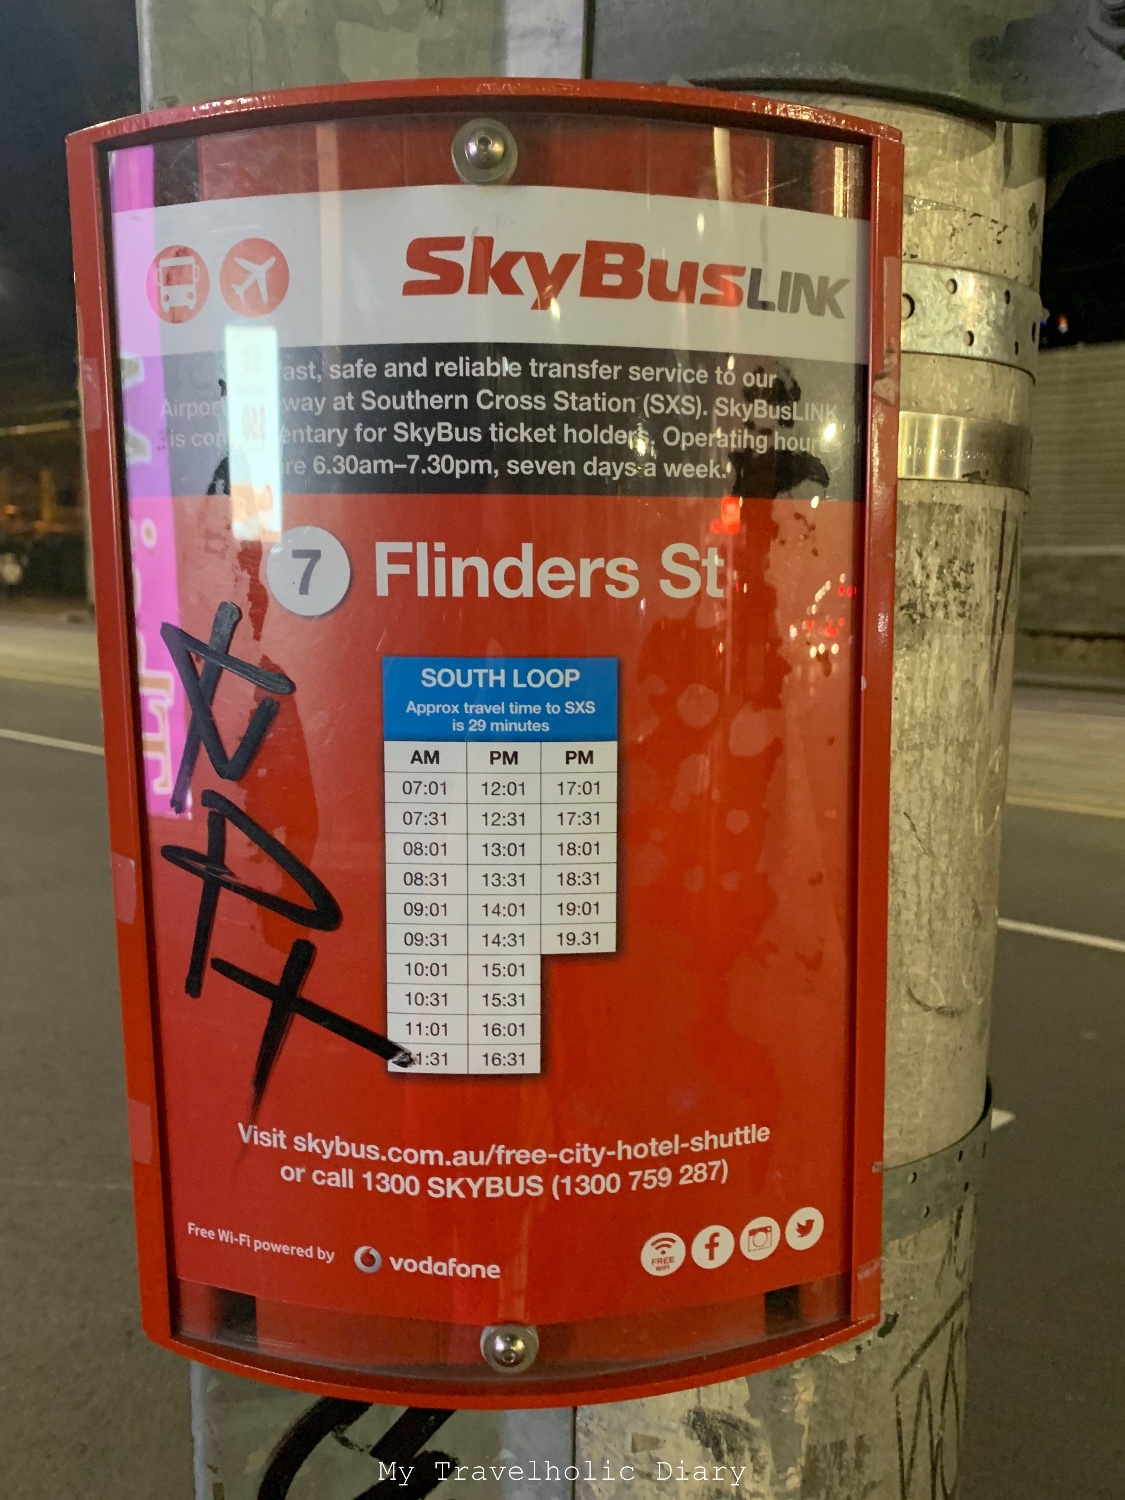 SkyBusLINK
fast, safe and reliable transfer service to our
Airport way at Southern Cross Station (SXS). SkyBusLINK
is complimentary for SkyBus ticket holders. Operating hours
are 6.30am–7.30pm, seven days a week.
7 Flinders St
SOUTH LOOP
Approx travel time to SXS
is 29 minutes
AM PM PM
07:01 12:01 17:01
07:31 12:31 17:31
08:01 13:01 18:01
08:31 13:31 18:31
09:01 14:01 19:01
09:31 14:31 19.31
10:01 15:01
10:31 15:31
11:01 16:01
11:31 16:31
Visit skybus.com.au/free-city-hotel-shuttle
or call 1300 SKYBUS (1300 759 287)
Free Wi-Fi powered by vodafone
FREE
WiFi
My Travelholic Diary